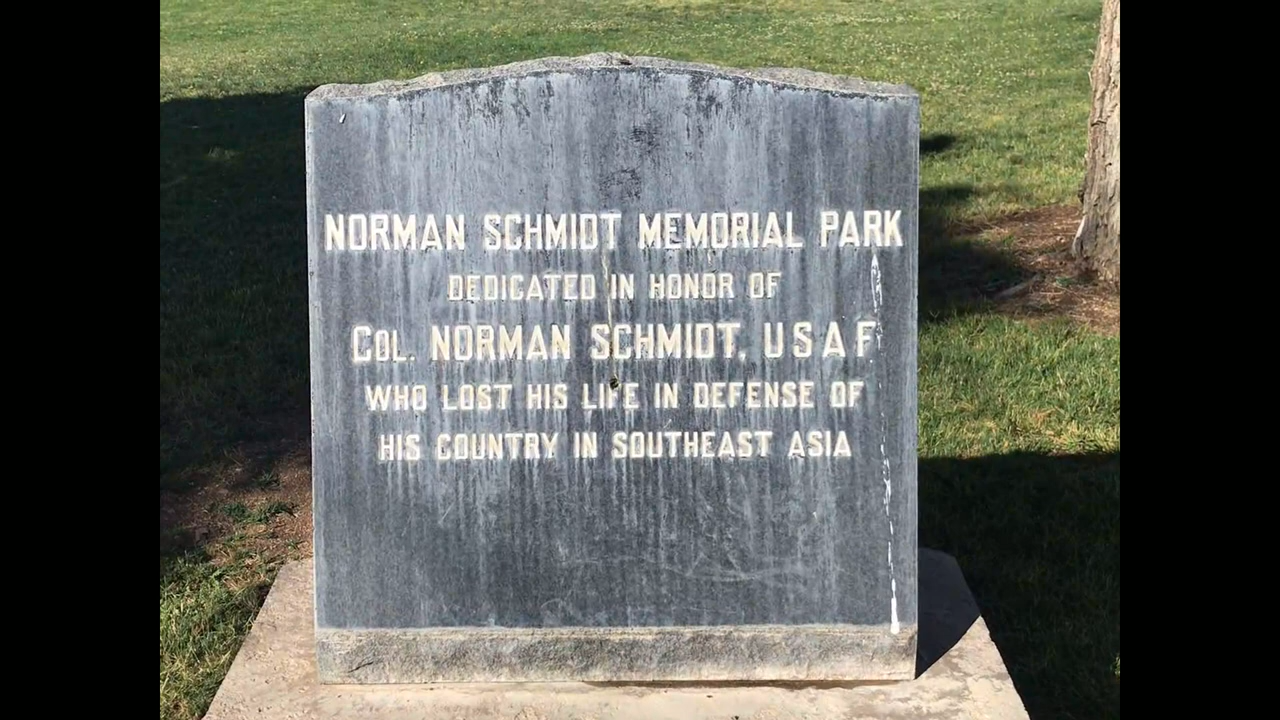 NORMAN SCHMIDT MEMORIAL PARK
DEDICATED IN HONOR OF
COL. NORMAN SCHMIDT, USAF
WHO LOST HIS LIFE IN DEFENSE OF
HIS COUNTRY IN SOUTHEAST ASIA